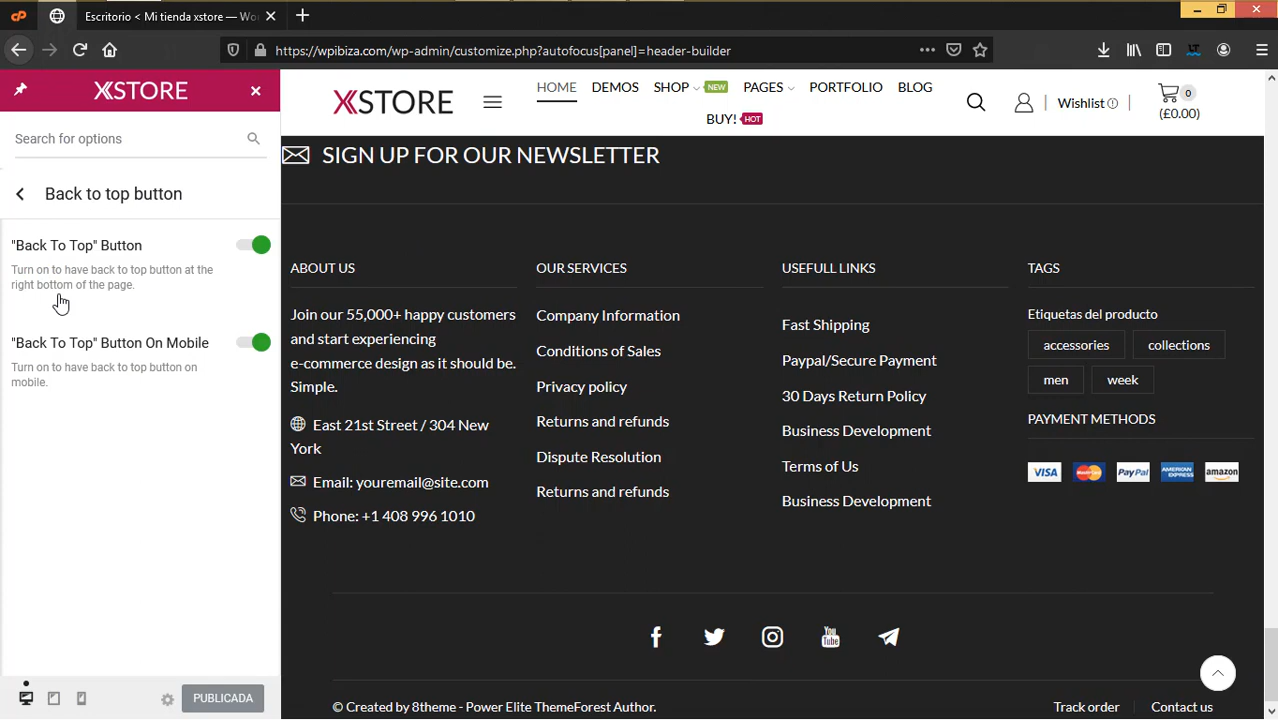 Escritorio < Mi tienda xstore — Wo
https://wpibiza.com/wp-admin/customize.php?autofocus[panel]=header-builder
XSTORE
Search for options
Back to top button
"Back To Top" Button
Turn on to have back to top button at the
right bottom of the page.
"Back To Top" Button On Mobile
Turn on to have back to top button on
mobile.
PUBLICADA
XSTORE
HOME DEMOS SHOP NEW PAGES PORTFOLIO BLOG
BUY! HOT
Wishlist
0
(£0.00)
SIGN UP FOR OUR NEWSLETTER
ABOUT US
Join our 55,000+ happy customers
and start experiencing
e-commerce design as it should be.
Simple.
East 21st Street / 304 New
York
Email: youremail@site.com
Phone: +1 408 996 1010
OUR SERVICES
Company Information
Conditions of Sales
Privacy policy
Returns and refunds
Dispute Resolution
Returns and refunds
USEFULL LINKS
Fast Shipping
Paypal/Secure Payment
30 Days Return Policy
Business Development
Terms of Us
Business Development
TAGS
Etiquetas del producto
accessories collections
men week
PAYMENT METHODS
VISA MasterCard PayPal AMERICAN EXPRESS amazon
You Tube
© Created by 8theme - Power Elite ThemeForest Author.
Track order Contact us